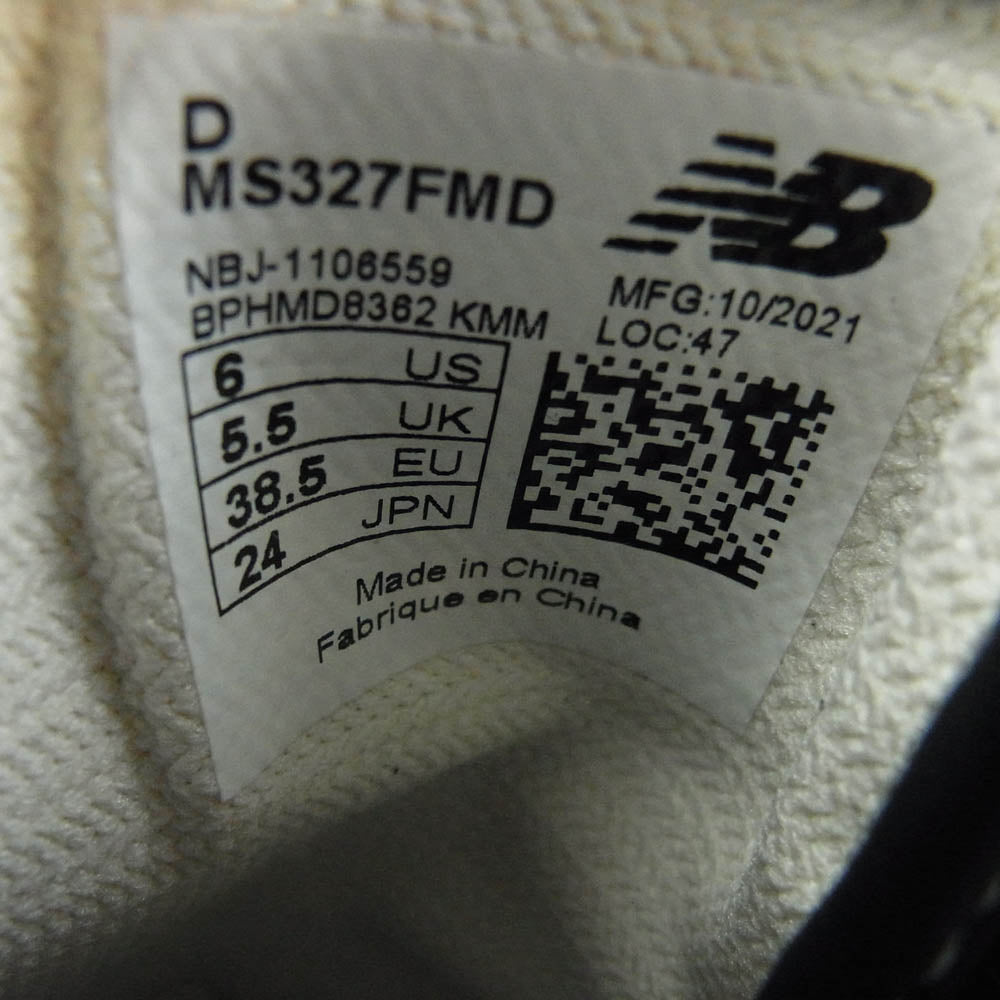 D
MS327FMD
NB
NBJ-1106559
BPHMD8362 KMM
MFG:10/2021
LOC:47
6 US
5.5 UK
38.5 EU
24 JPN
Made in China
Fabrique en China